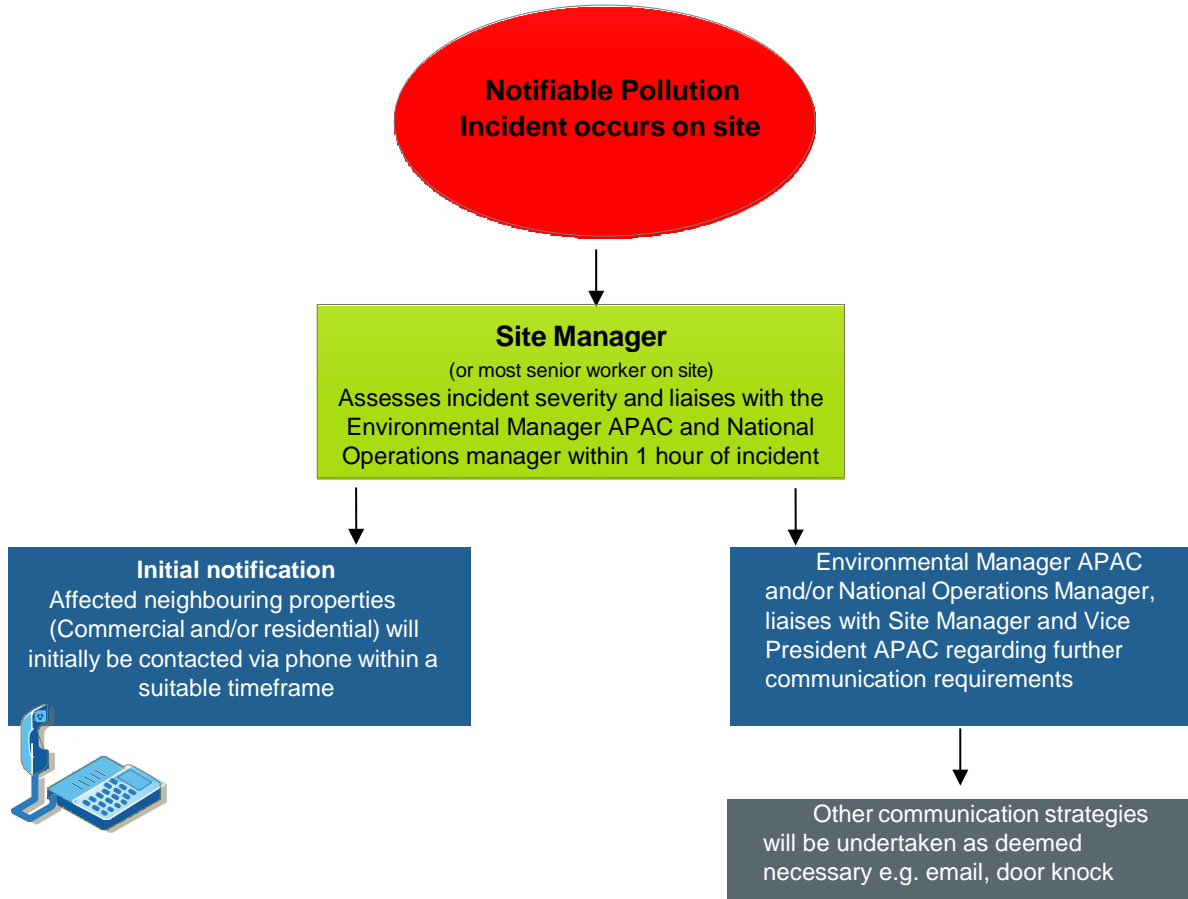 Notifiable Pollution
Incident occurs on site
Site Manager
(or most senior worker on site)
Assesses incident severity and liaises with the
Environmental Manager APAC and National
Operations manager within 1 hour of incident
Initial notification
Affected neighbouring properties
(Commercial and/or residential) will
initially be contacted via phone within a
suitable timeframe
Environmental Manager APAC
and/or National Operations Manager,
liaises with Site Manager and Vice
President APAC regarding further
communication requirements
Other communication strategies
will be undertaken as deemed
necessary e.g. email, door knock